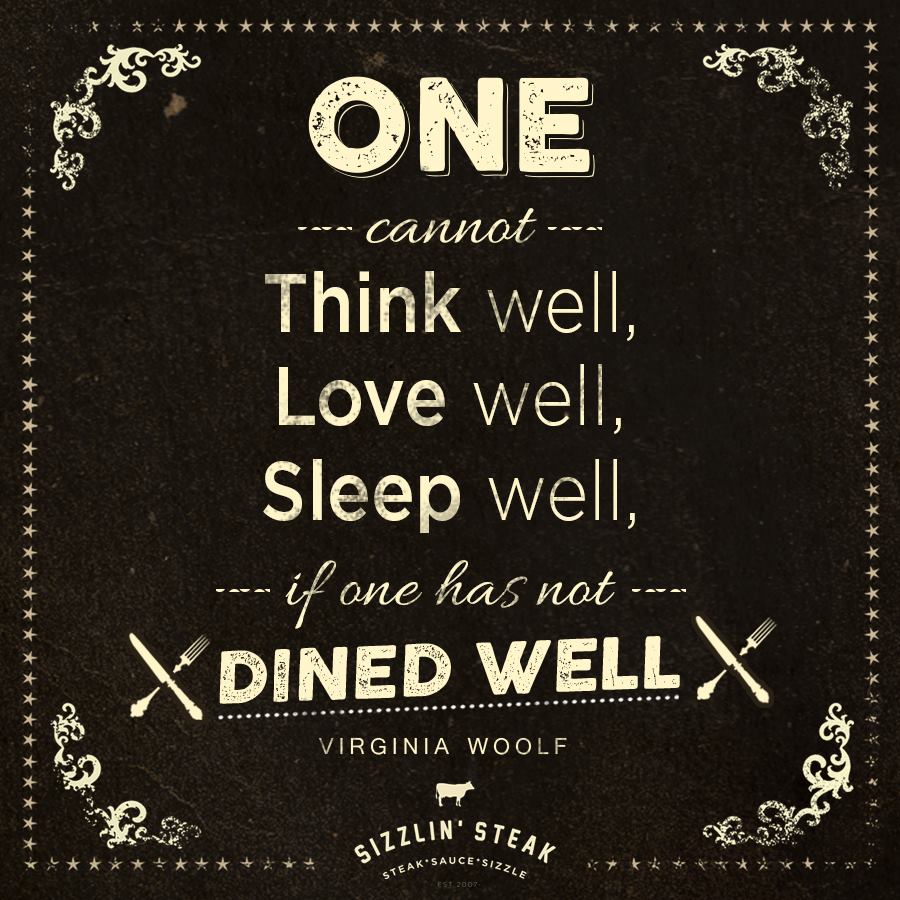 ONE
cannot
Think well,
Love well,
Sleep well,
if one has not
DINED WELL
VIRGINIA WOOLF
SIZZLIN' STEAK
STEAK*SAUCE*SIZZLE
EST 2007